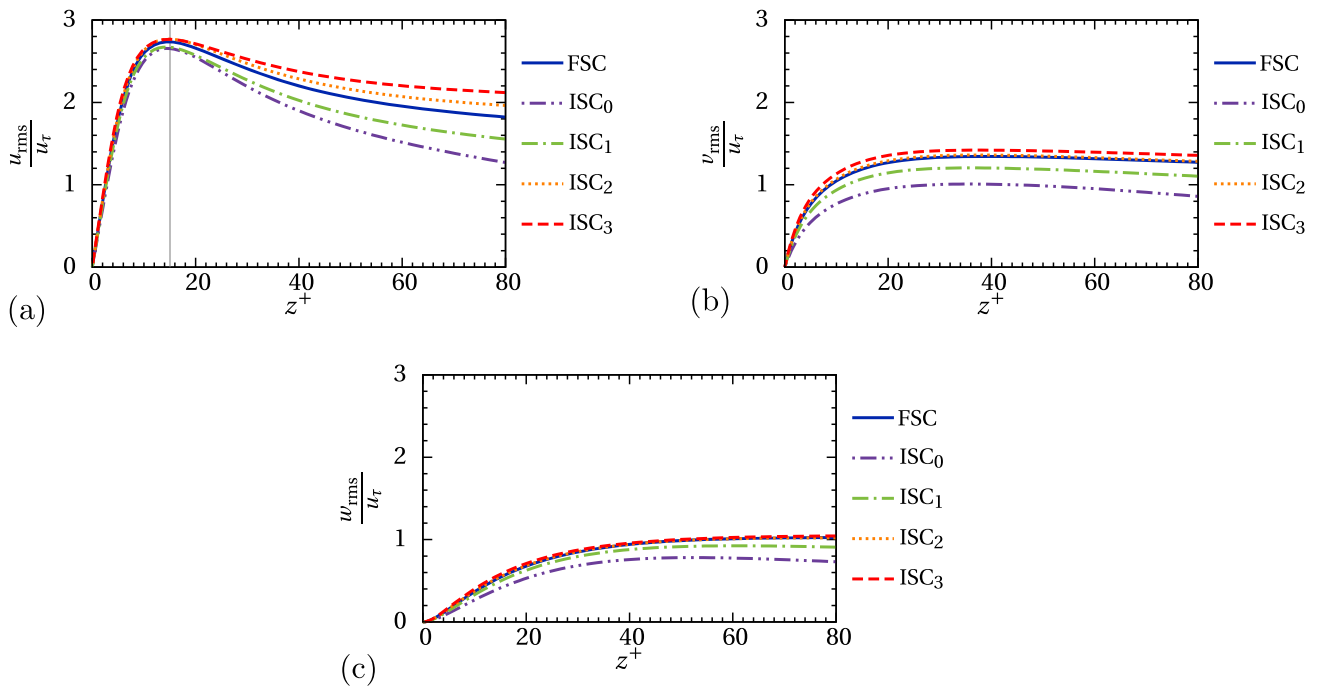 3
2
1
0
u_rms
u_τ
0 20 40 60 80
z⁺
(a)
FSC
ISC₀
ISC₁
ISC₂
ISC₃
3
2
1
0
v_rms
u_τ
0 20 40 60 80
z⁺
(b)
FSC
ISC₀
ISC₁
ISC₂
ISC₃
3
2
1
0
w_rms
u_τ
0 20 40 60 80
z⁺
(c)
FSC
ISC₀
ISC₁
ISC₂
ISC₃